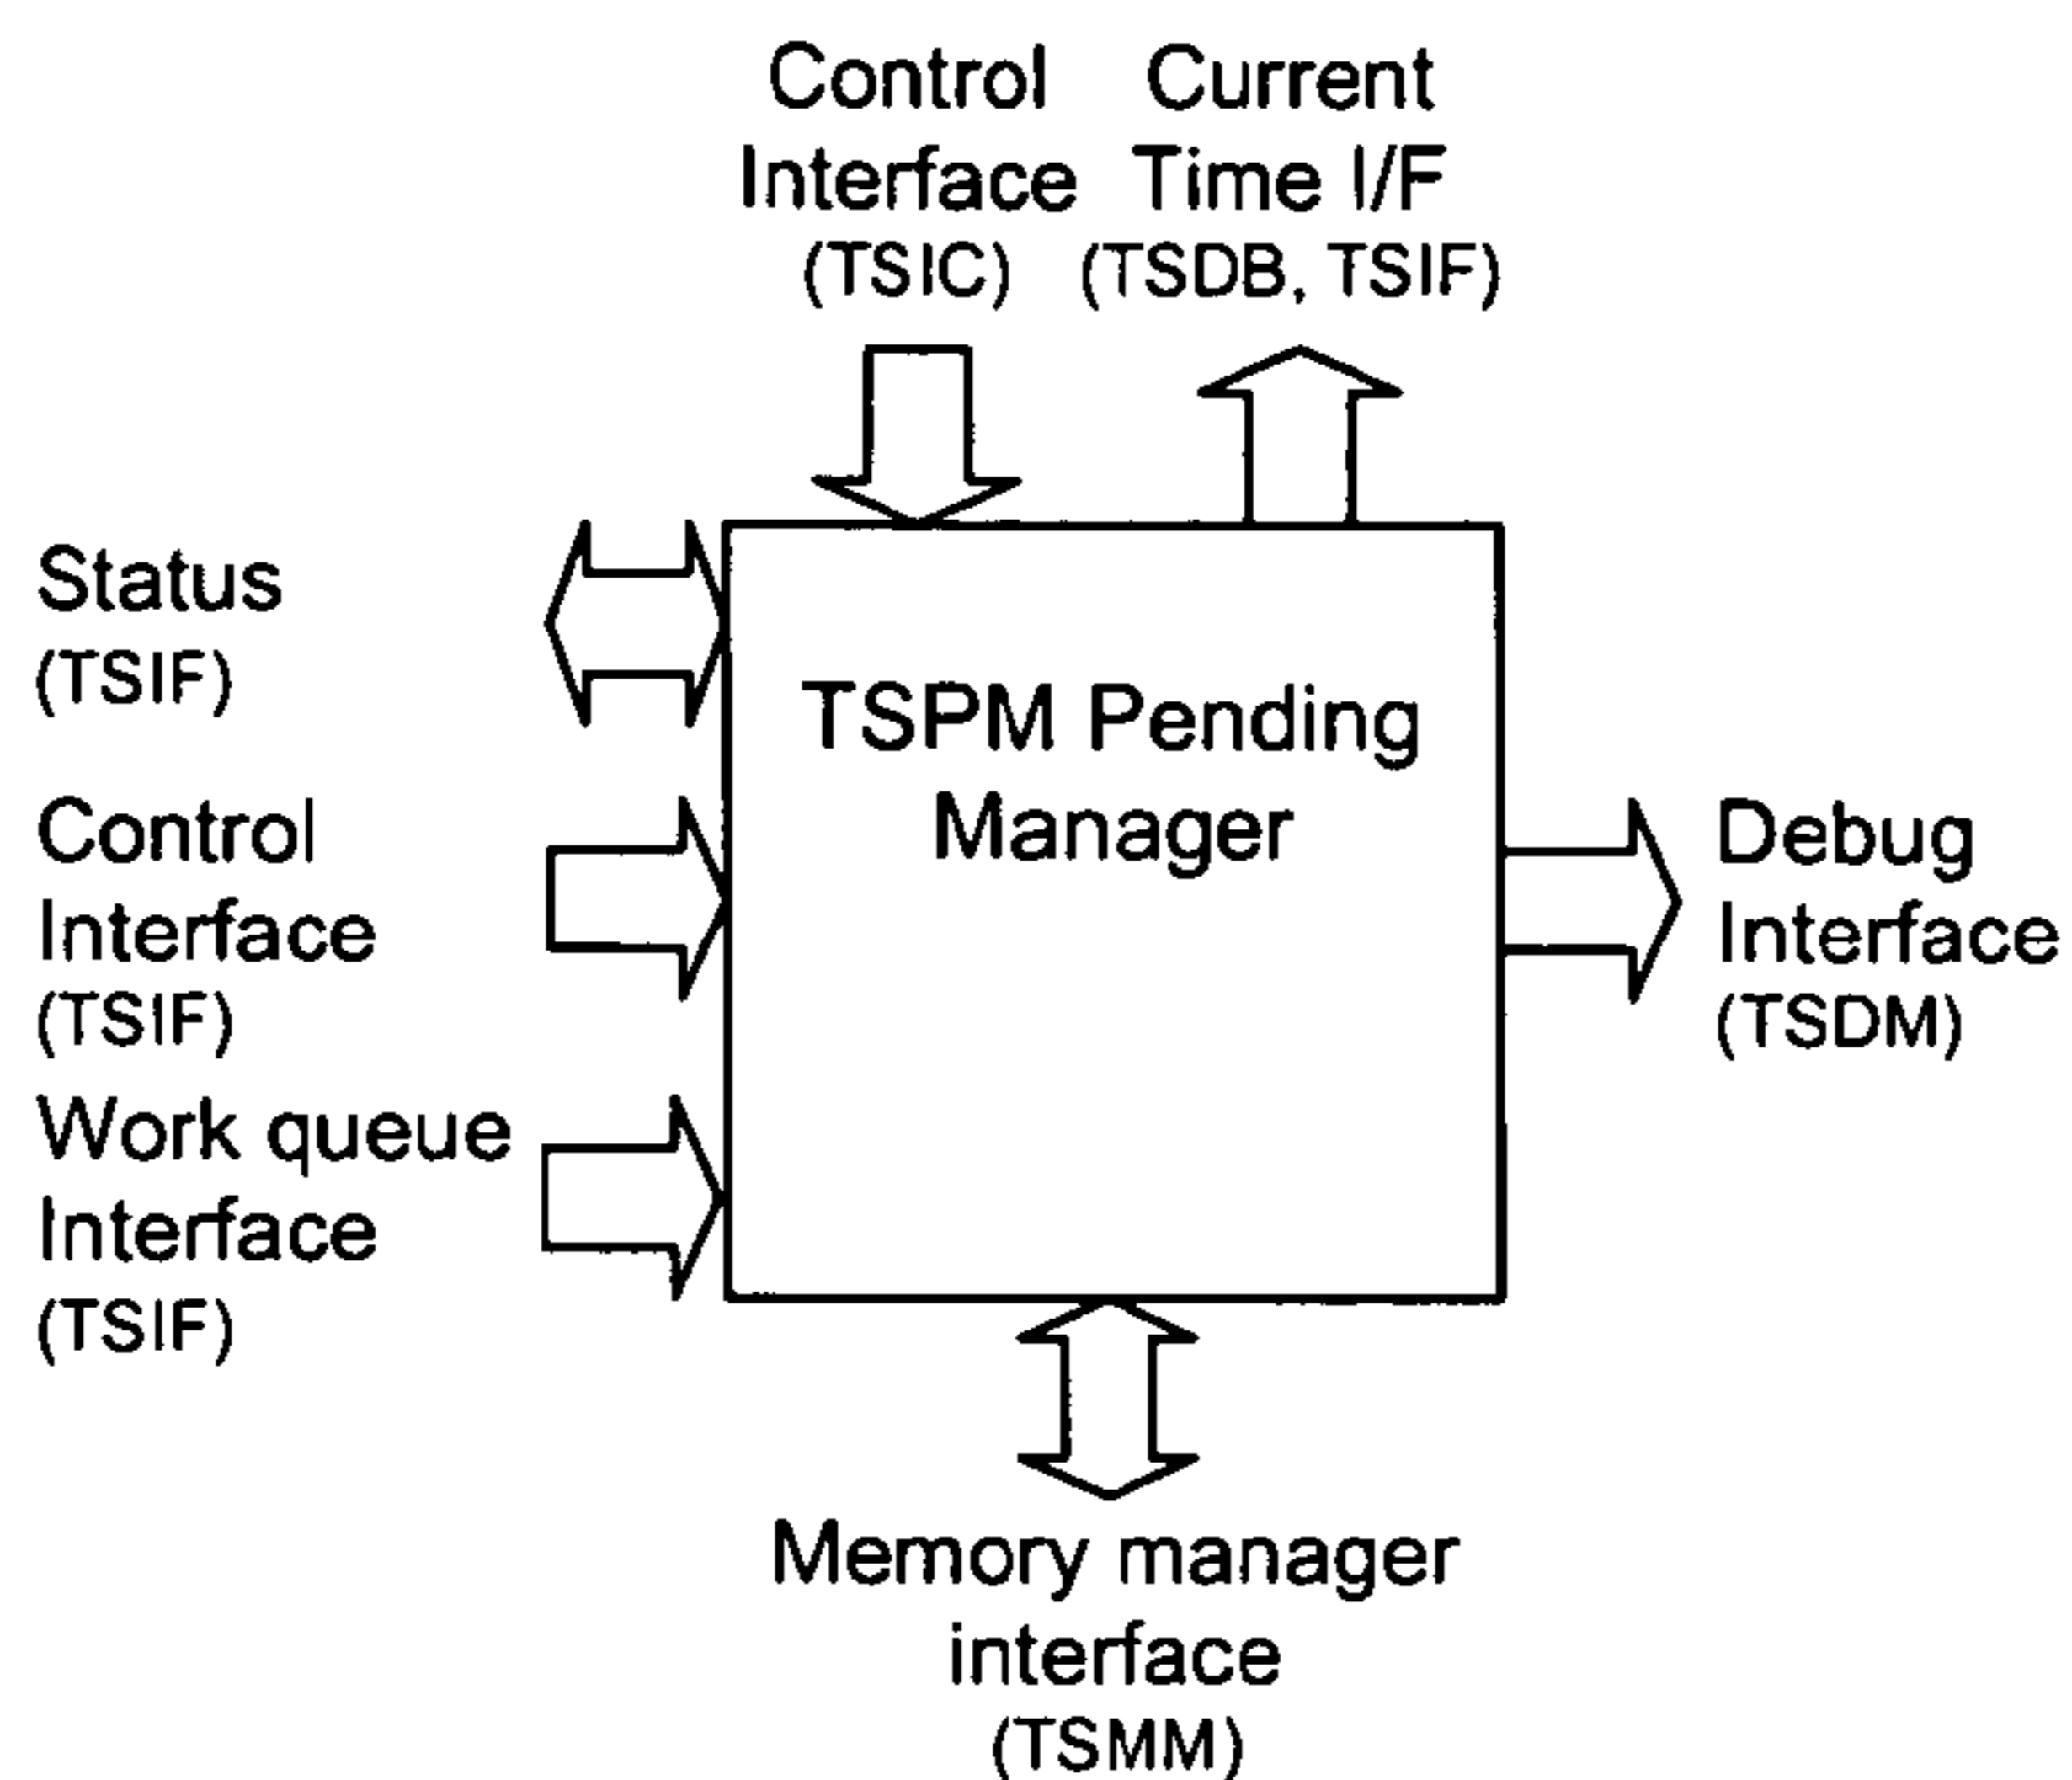 Control
Interface
(TSIC)
Current
Time I/F
(TSDB, TSIF)
Status
(TSIF)
TSPM Pending
Manager
Control
Interface
(TSIF)
Debug
Interface
(TSDM)
Work queue
Interface
(TSIF)
Memory manager
interface
(TSMM)